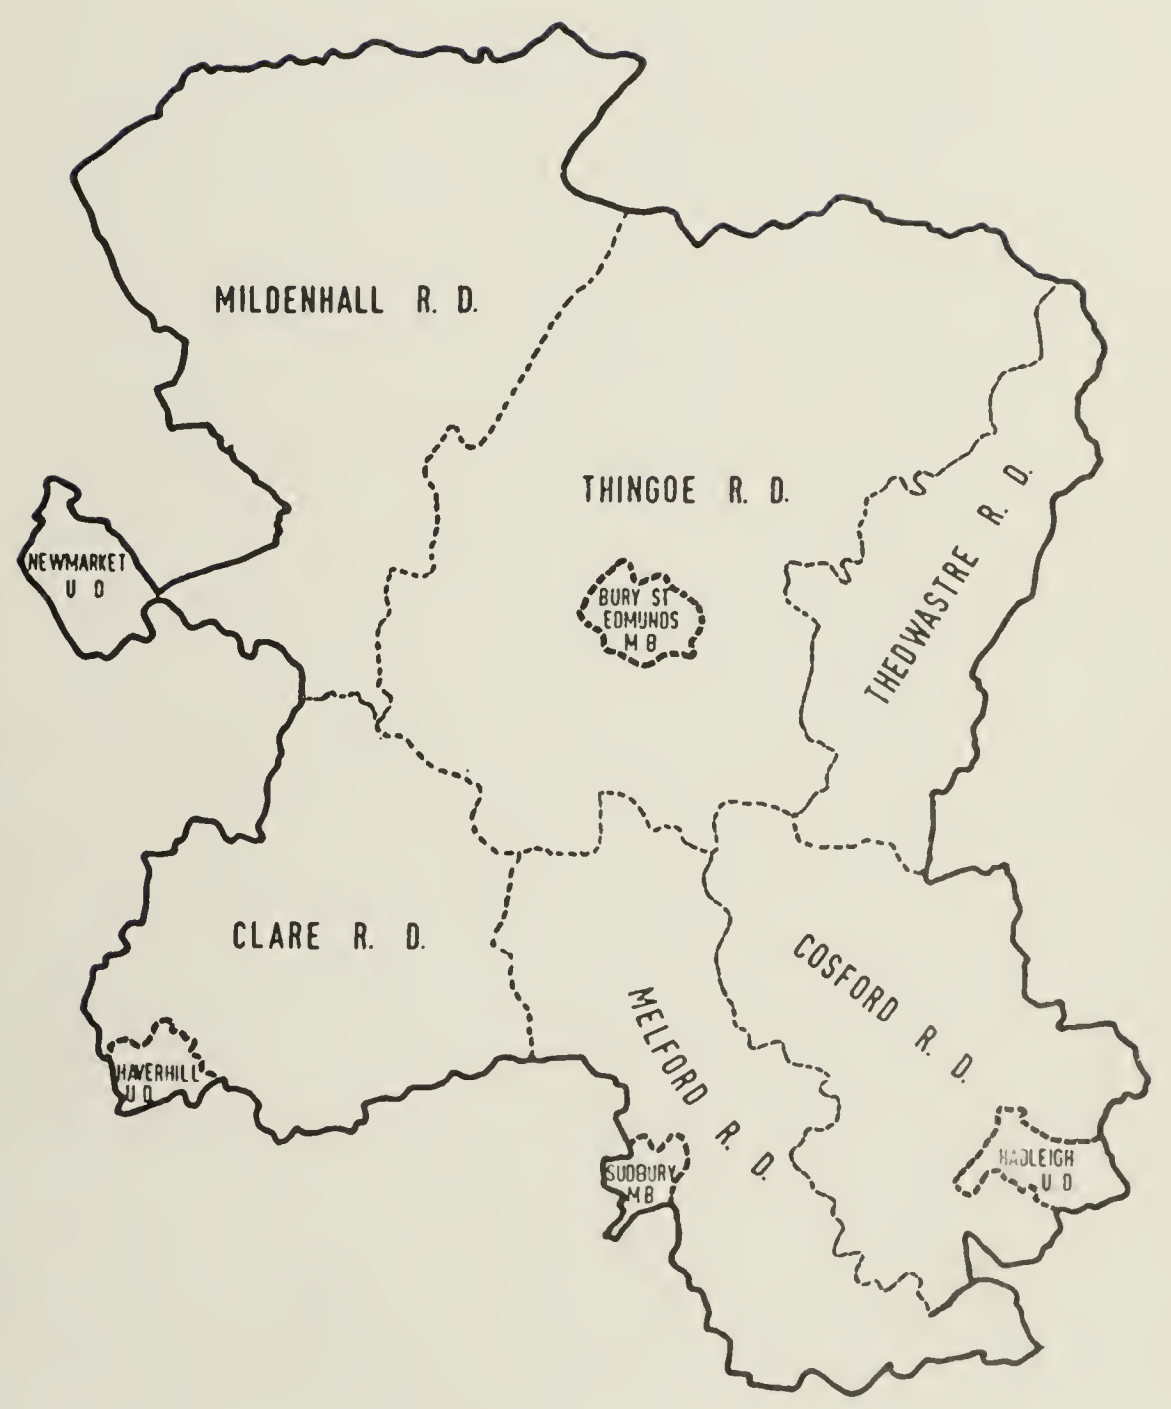 MILDENHALL R. D.
THINGOE R. D.
THEDWASTRE R. D.
NEWMARKET
U D
BURY ST
EDMUNDS
M B
CLARE R. D.
COSFORD R. D.
MELFORD R. D.
HAVERHILL
U D
SUDBURY
M B
HADLEIGH
U D